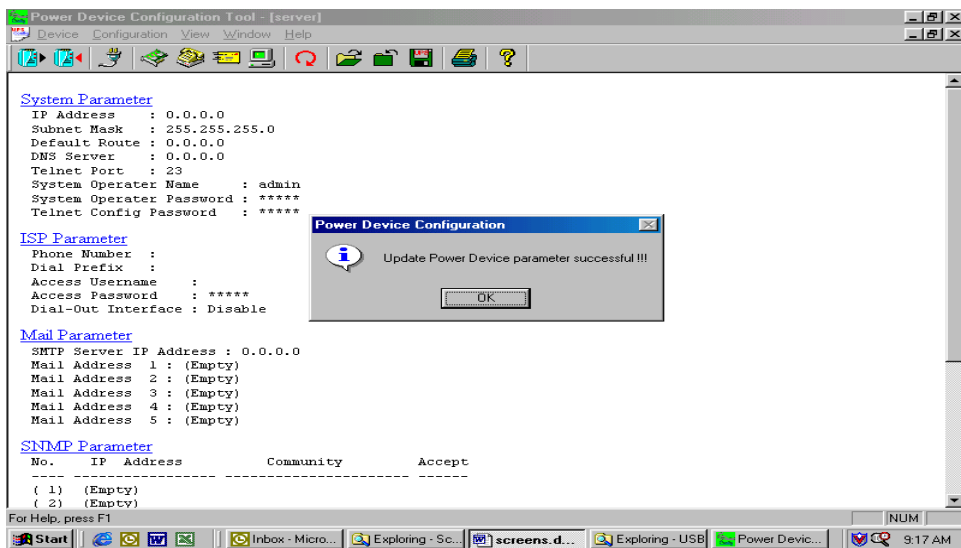 Power Device Configuration Tool - [server]
Device Configuration View Window Help
System Parameter
IP Address : 0.0.0.0
Subnet Mask : 255.255.255.0
Default Route : 0.0.0.0
DNS Server : 0.0.0.0
Telnet Port : 23
System Operater Name : admin
System Operater Password : *****
Telnet Config Password : *****
ISP Parameter
Phone Number :
Dial Prefix :
Access Username :
Access Password : *****
Dial-Out Interface : Disable
Power Device Configuration
Update Power Device parameter successful !!!
OK
Mail Parameter
SMTP Server IP Address : 0.0.0.0
Mail Address 1 : (Empty)
Mail Address 2 : (Empty)
Mail Address 3 : (Empty)
Mail Address 4 : (Empty)
Mail Address 5 : (Empty)
SNMP Parameter
No. IP Address Community Accept
---- ----------------- ---------------------- ------
( 1) (Empty)
( 2) (Empty)
For Help, press F1
NUM
Start
Inbox - Micro...
Exploring - Sc...
screens.d...
Exploring - USB
Power Devic...
9:17 AM